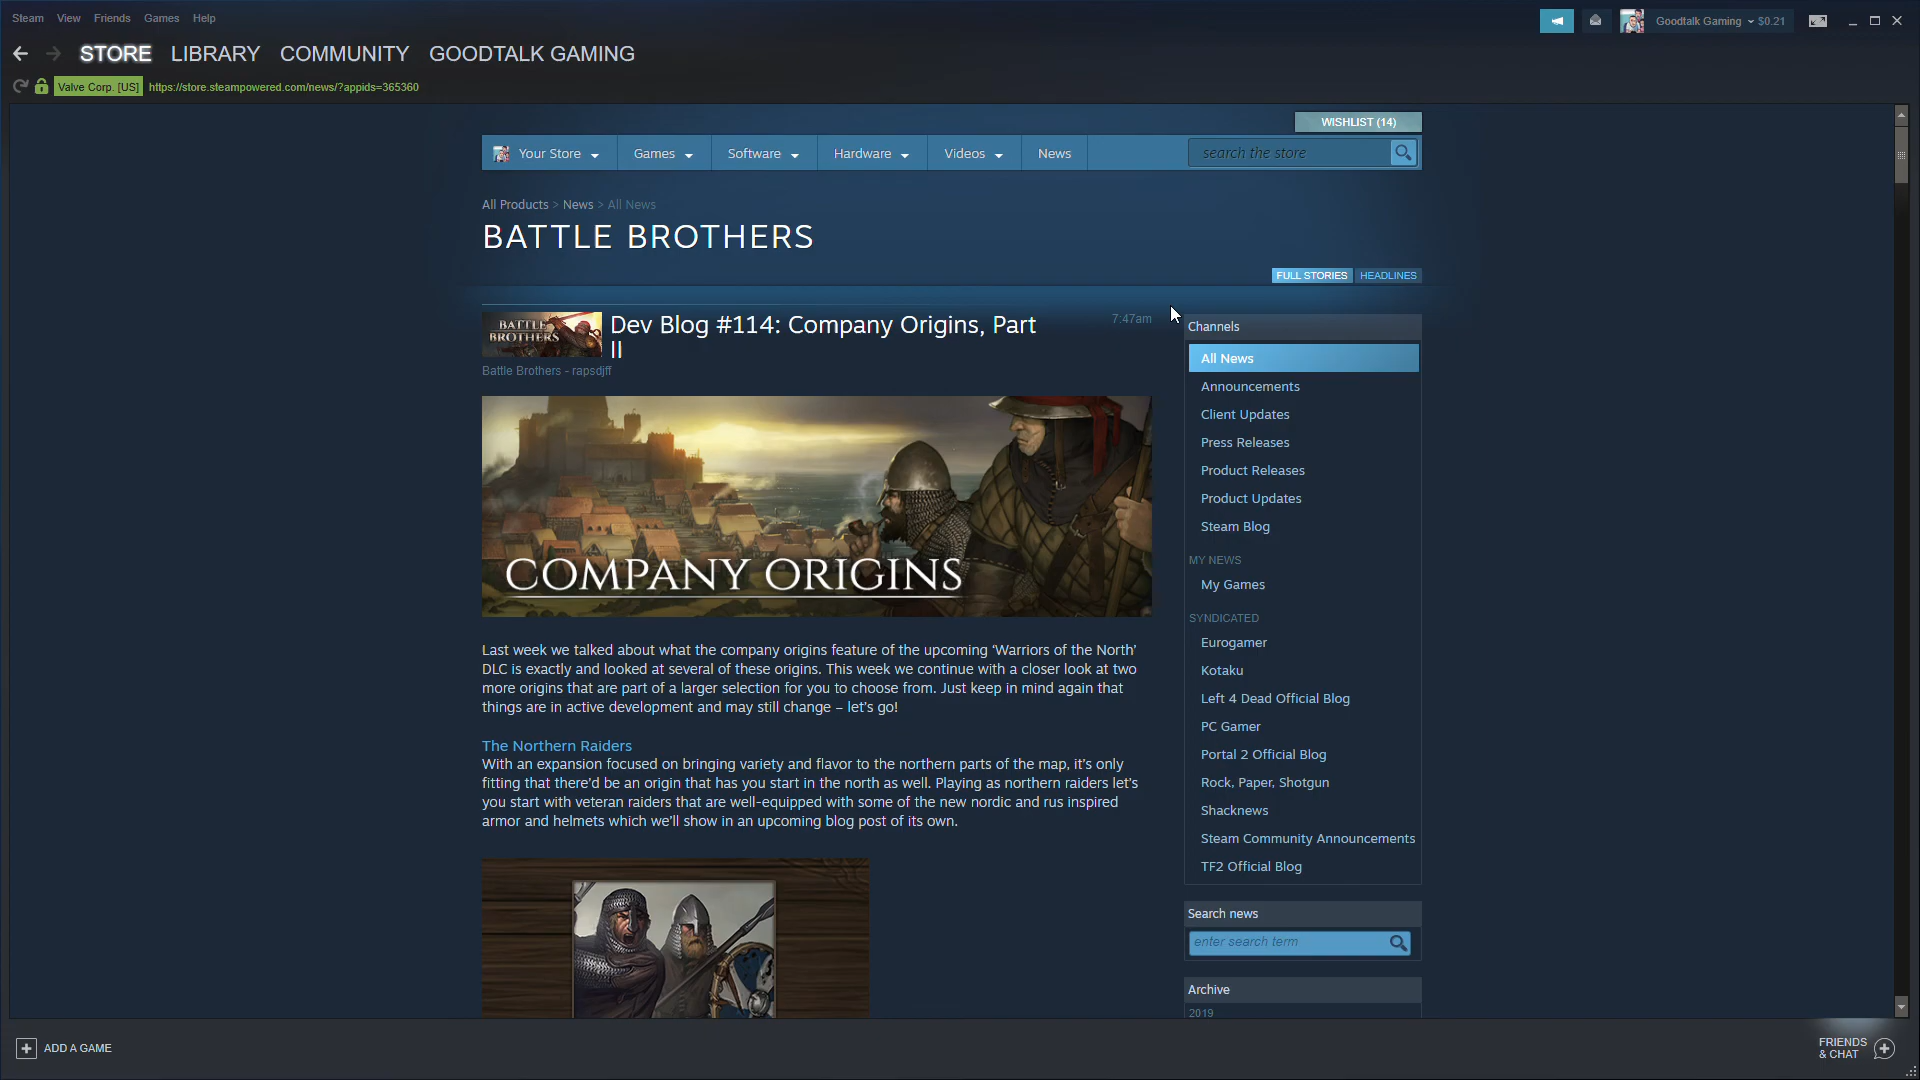 Steam View Friends Games Help
Goodtalk Gaming $0.21
STORE LIBRARY COMMUNITY GOODTALK GAMING
Valve Corp. [US] https://store.steampowered.com/news/?appids=365360
WISHLIST (14)
Your Store Games Software Hardware Videos News search the store
All Products > News > All News
BATTLE BROTHERS
FULL STORIES HEADLINES
BATTLE
BROTHERS
Dev Blog #114: Company Origins, Part
II
7:47am
Battle Brothers - rapsdjff
COMPANY ORIGINS
Last week we talked about what the company origins feature of the upcoming ‘Warriors of the North’
DLC is exactly and looked at several of these origins. This week we continue with a closer look at two
more origins that are part of a larger selection for you to choose from. Just keep in mind again that
things are in active development and may still change – let’s go!
The Northern Raiders
With an expansion focused on bringing variety and flavor to the northern parts of the map, it’s only
fitting that there’d be an origin that has you start in the north as well. Playing as northern raiders let’s
you start with veteran raiders that are well-equipped with some of the new nordic and rus inspired
armor and helmets which we’ll show in an upcoming blog post of its own.
Channels
All News
Announcements
Client Updates
Press Releases
Product Releases
Product Updates
Steam Blog
MY NEWS
My Games
SYNDICATED
Eurogamer
Kotaku
Left 4 Dead Official Blog
PC Gamer
Portal 2 Official Blog
Rock, Paper, Shotgun
Shacknews
Steam Community Announcements
TF2 Official Blog
Search news
enter search term
Archive
2019
ADD A GAME
FRIENDS
& CHAT